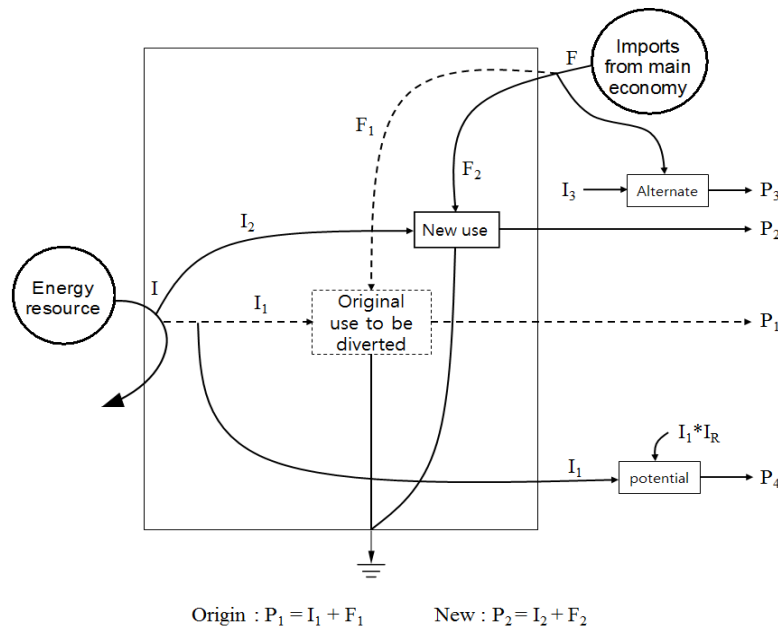 Imports
from main
economy
F
F₁
F₂
I₃
Alternate
P₃
I₂
New use
P₂
Energy
resource
I
I₁
Original
use to be
diverted
P₁
I₁*I_R
I₁
potential
P₄
Origin : P₁ = I₁ + F₁
New : P₂ = I₂ + F₂